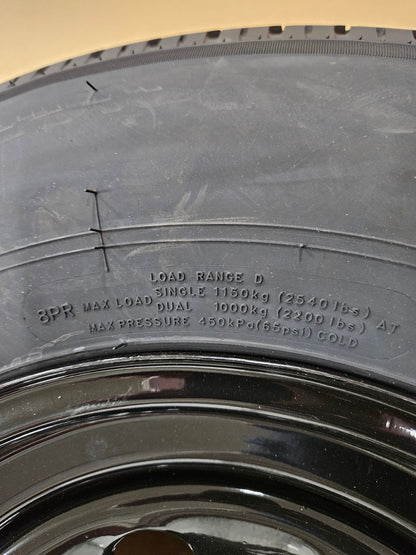 LOAD RANGE D
8PR MAX LOAD SINGLE 1150kg (2540 lbs) AT
DUAL 1000kg (2200 lbs)
MAX PRESSURE 450kPa(65psi) COLD